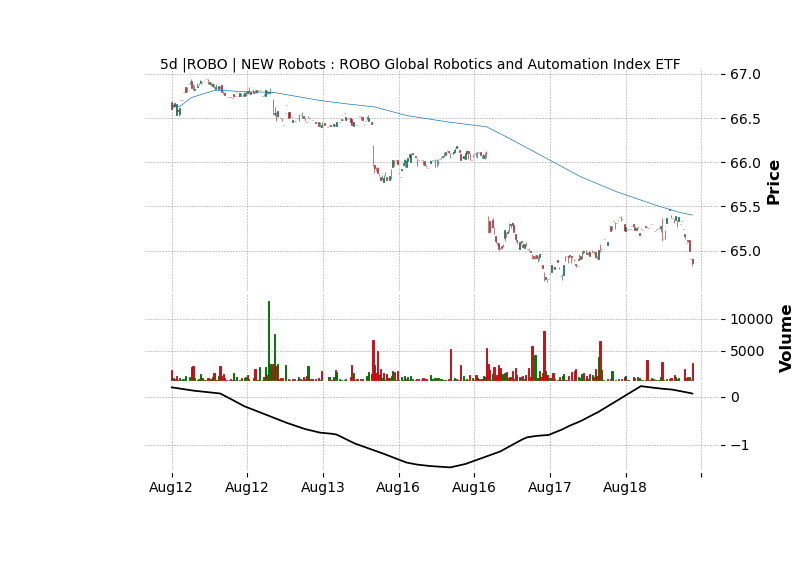 5d |ROBO | NEW Robots : ROBO Global Robotics and Automation Index ETF
67.0
66.5
66.0
65.5
65.0
Price
10000
5000
Volume
0
−1
Aug12 Aug12 Aug13 Aug16 Aug16 Aug17 Aug18